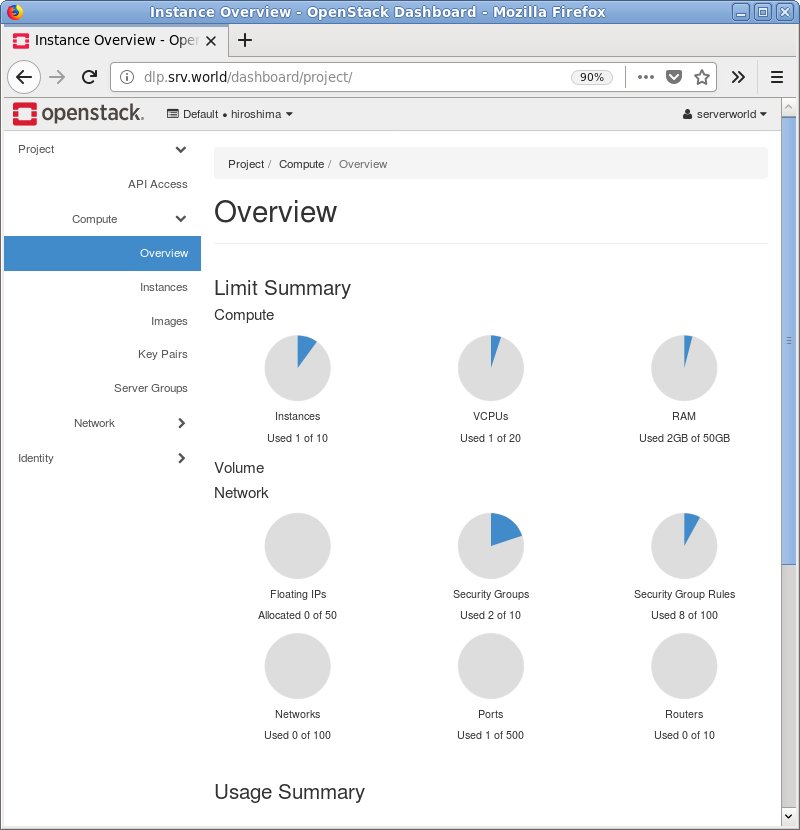 Instance Overview - OpenStack Dashboard - Mozilla Firefox
Instance Overview - Ope
dlp.srv.world/dashboard/project/ 90%
openstack. Default • hiroshima serverworld
Project
API Access
Compute
Overview
Instances
Images
Key Pairs
Server Groups
Network
Identity
Project / Compute / Overview
Overview
Limit Summary
Compute
Instances VCPUs RAM
Used 1 of 10 Used 1 of 20 Used 2GB of 50GB
Volume
Network
Floating IPs Security Groups Security Group Rules
Allocated 0 of 50 Used 2 of 10 Used 8 of 100
Networks Ports Routers
Used 0 of 100 Used 1 of 500 Used 0 of 10
Usage Summary